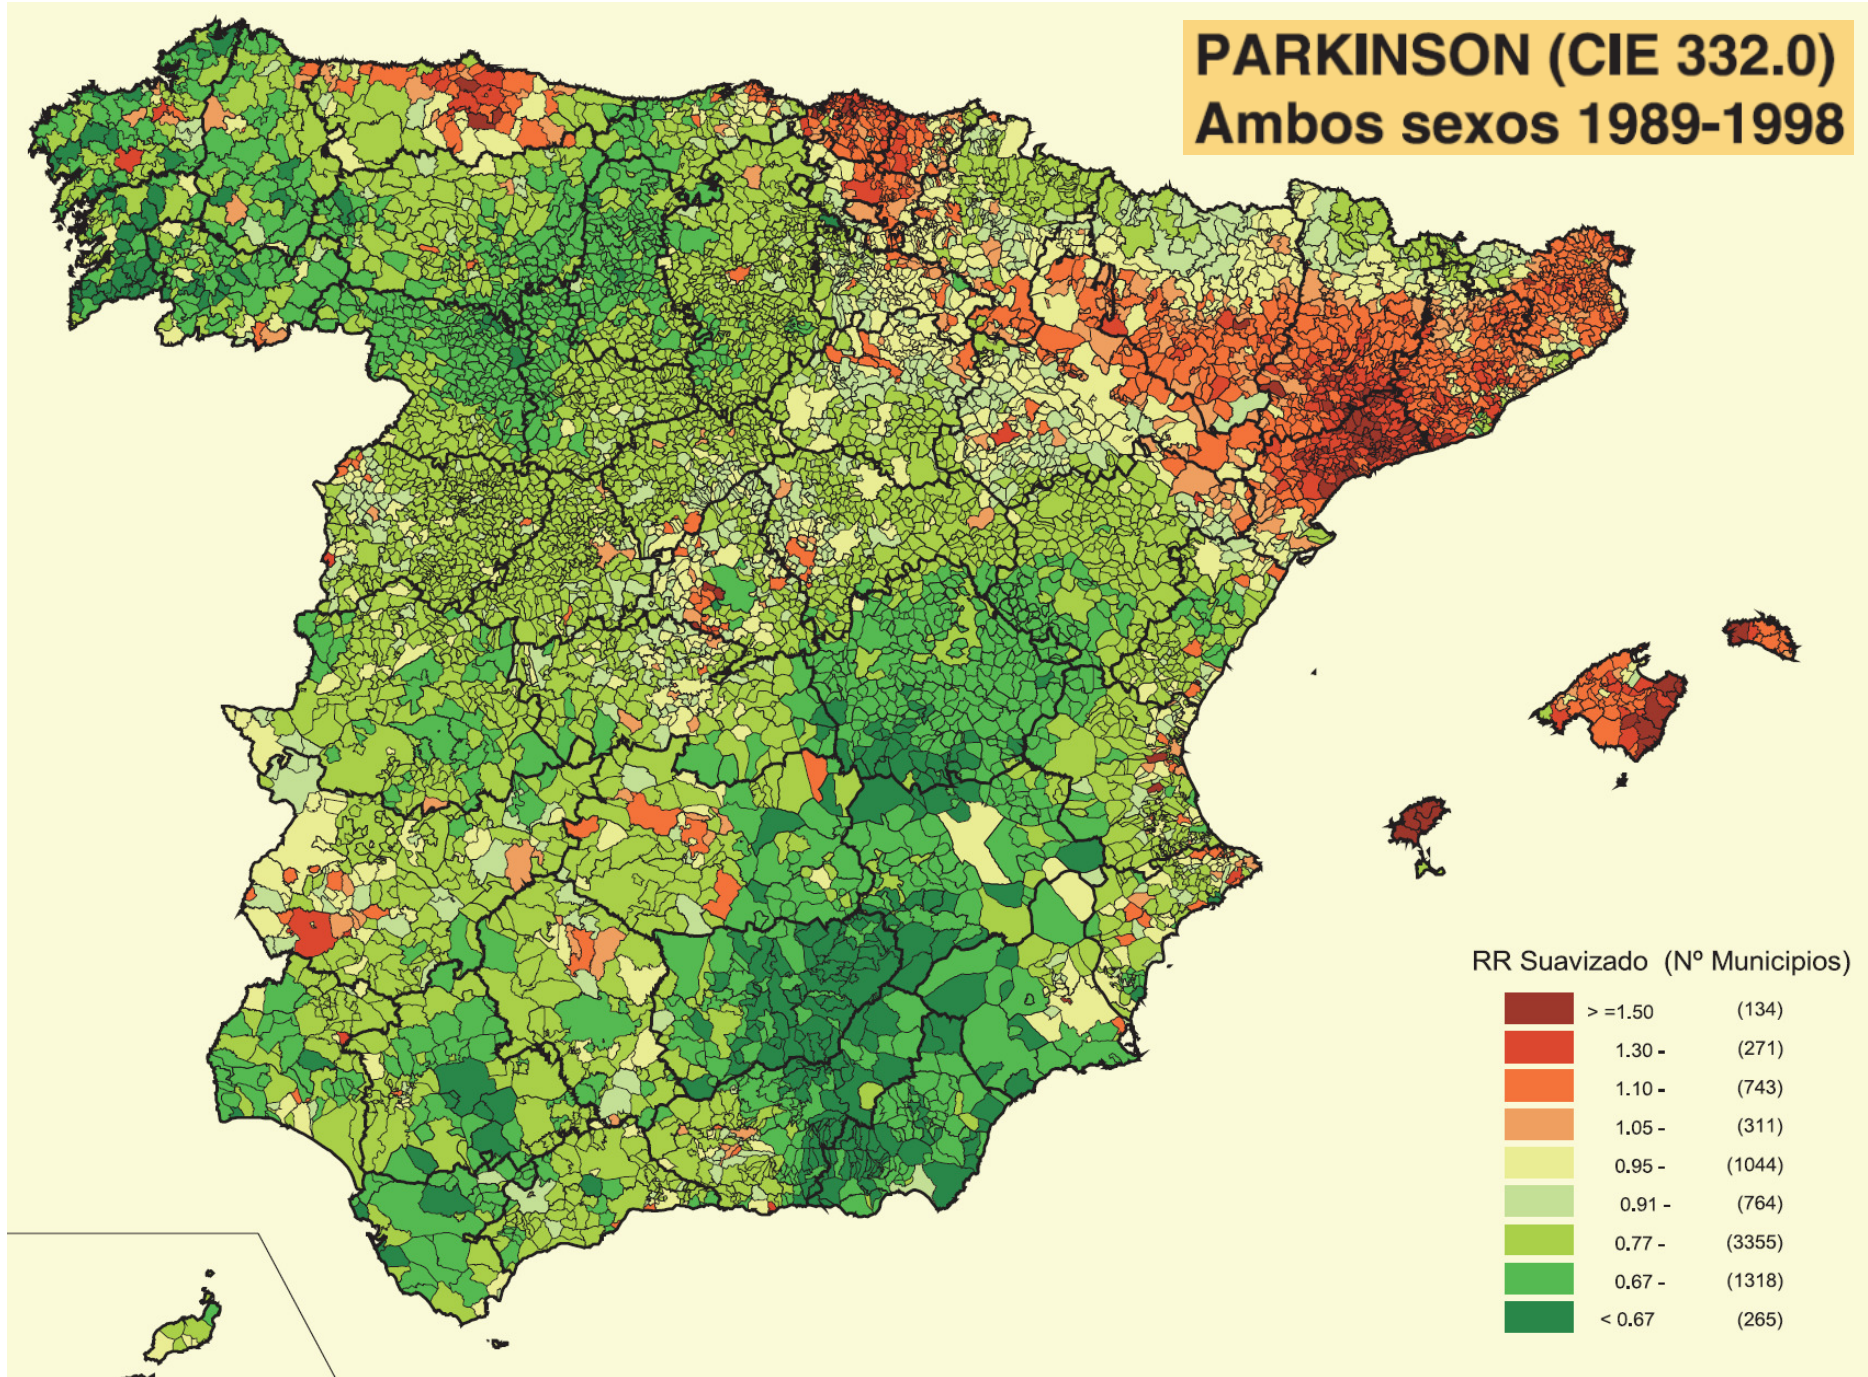 PARKINSON (CIE 332.0)
Ambos sexos 1989-1998
RR Suavizado (Nº Municipios)
> =1.50 (134)
1.30 - (271)
1.10 - (743)
1.05 - (311)
0.95 - (1044)
0.91 - (764)
0.77 - (3355)
0.67 - (1318)
< 0.67 (265)